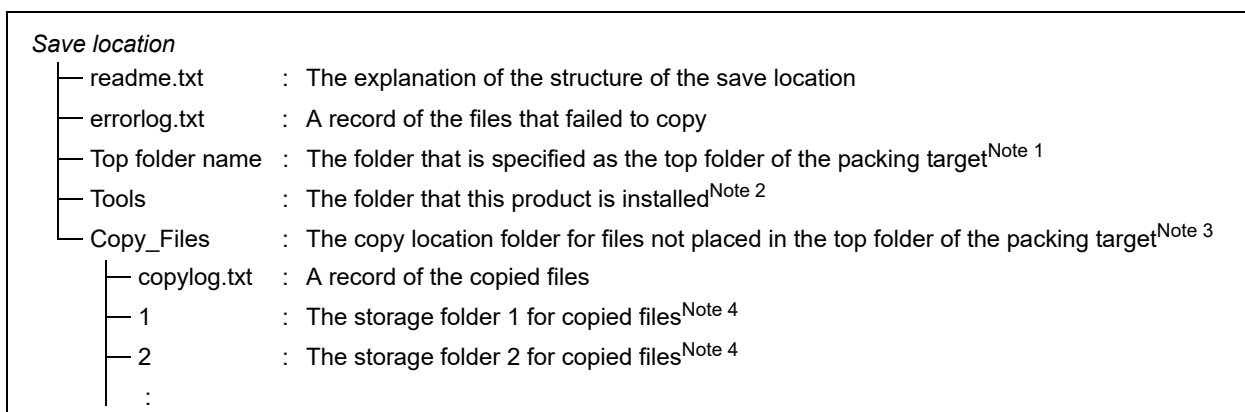 Save location
readme.txt : The explanation of the structure of the save location
errorlog.txt : A record of the files that failed to copy
Top folder name : The folder that is specified as the top folder of the packing target^Note 1
Tools : The folder that this product is installed^Note 2
Copy_Files : The copy location folder for files not placed in the top folder of the packing target^Note 3
copylog.txt : A record of the copied files
1 : The storage folder 1 for copied files^Note 4
2 : The storage folder 2 for copied files^Note 4
: